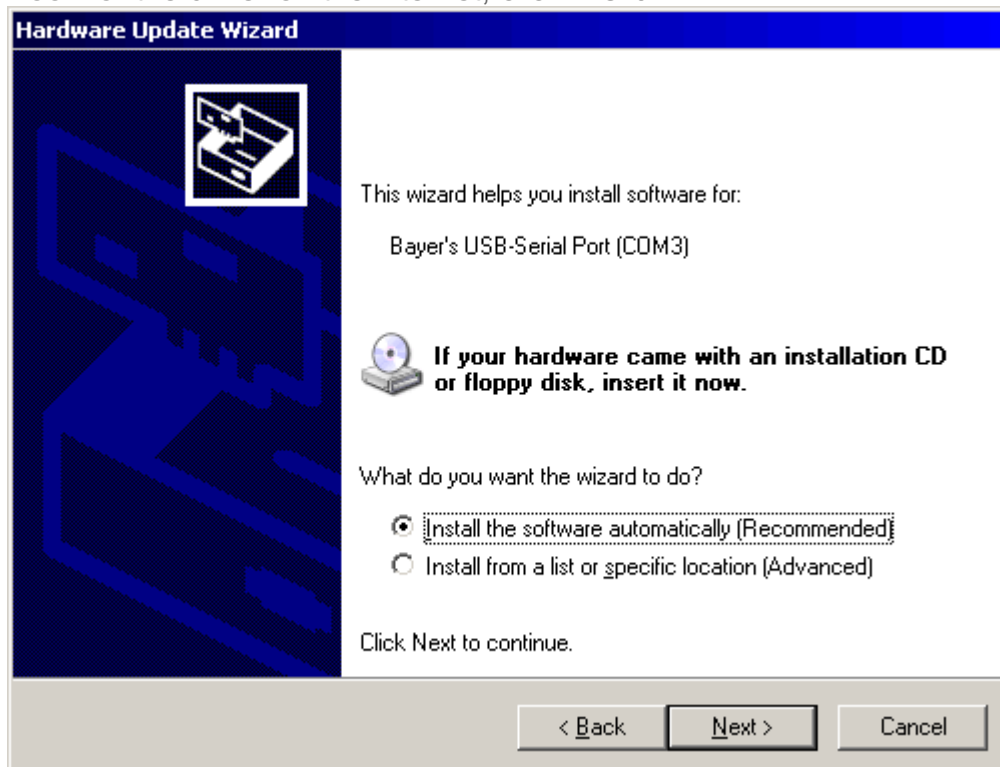 Hardware Update Wizard
This wizard helps you install software for:
Bayer's USB-Serial Port (COM3)
If your hardware came with an installation CD
or floppy disk, insert it now.
What do you want the wizard to do?
Install the software automatically (Recommended)
Install from a list or specific location (Advanced)
Click Next to continue.
< Back Next > Cancel